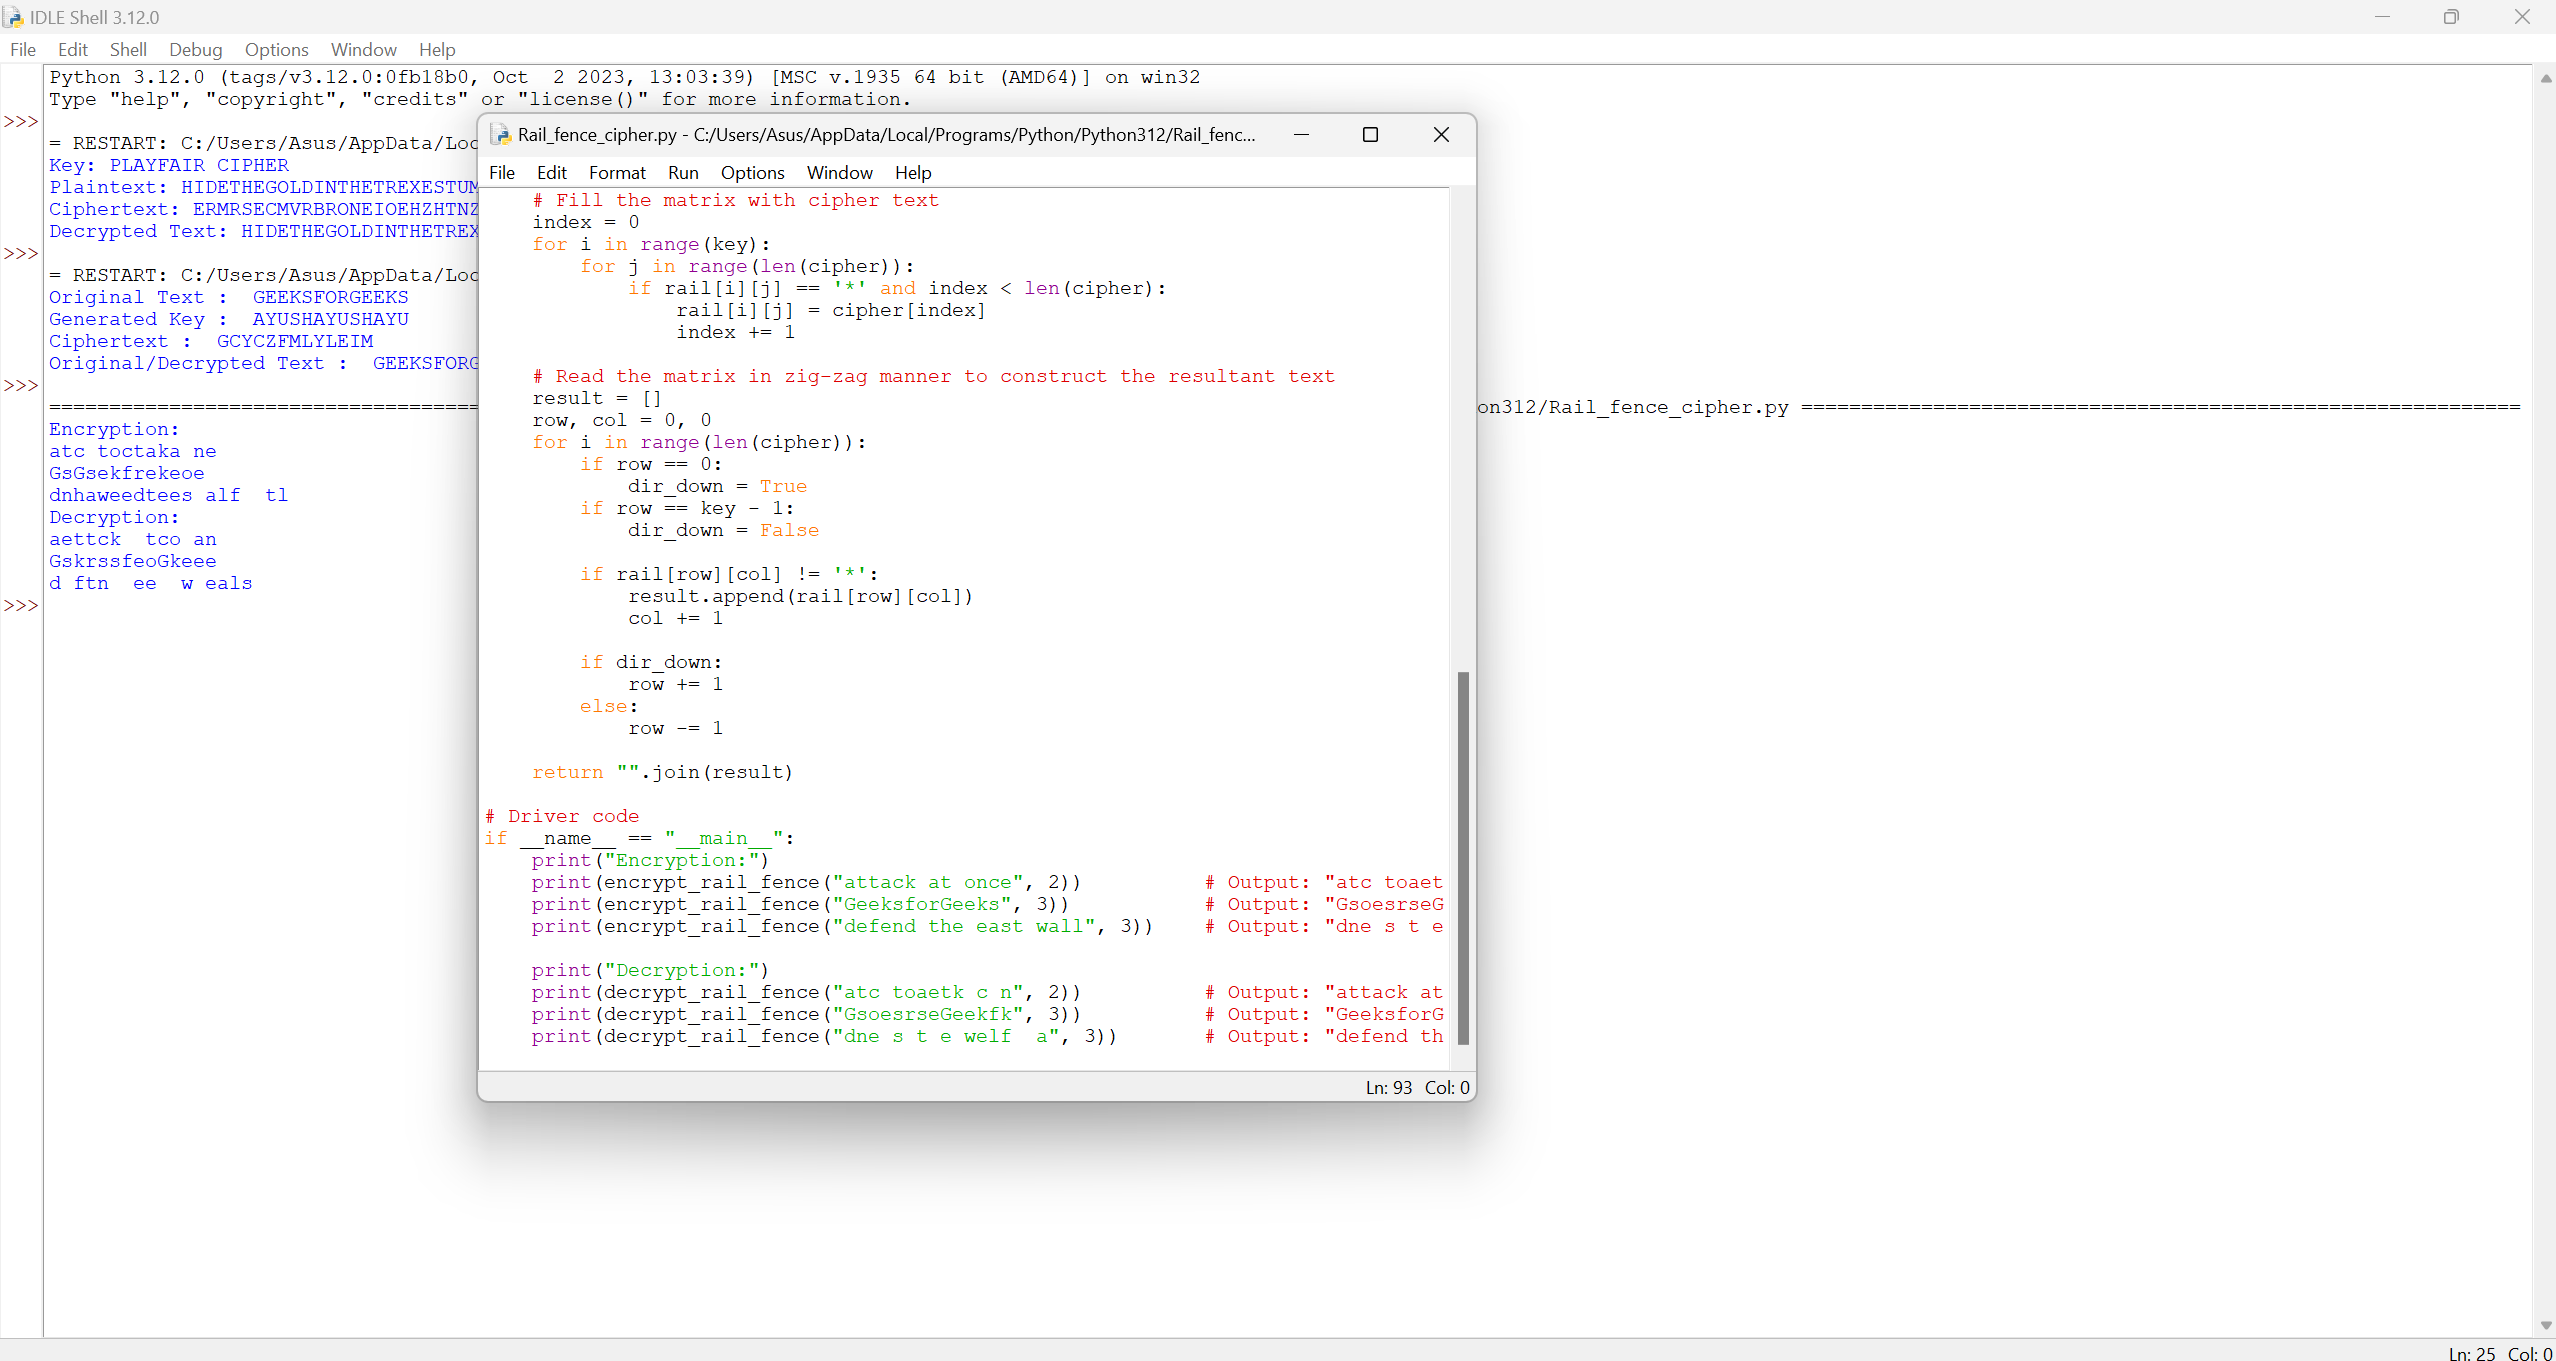 IDLE Shell 3.12.0
File Edit Shell Debug Options Window Help
Python 3.12.0 (tags/v3.12.0:0fb18b0, Oct  2 2023, 13:03:39) [MSC v.1935 64 bit (AMD64)] on win32
Type "help", "copyright", "credits" or "license()" for more information.
>>>
= RESTART: C:/Users/Asus/AppData/Loc
Key: PLAYFAIR CIPHER
Plaintext: HIDETHEGOLDINTHETREXESTUM
Ciphertext: ERMRSECMVRBRONEIOEHZHTNZ
Decrypted Text: HIDETHEGOLDINTHETREX
>>>
= RESTART: C:/Users/Asus/AppData/Loc
Original Text :  GEEKSFORGEEKS
Generated Key :  AYUSHAYUSHAYU
Ciphertext :  GCYCZFMLYLEIM
Original/Decrypted Text :  GEEKSFORG
>>>
==================================== on312/Rail_fence_cipher.py ============================================================
Encryption:
atc toctaka ne
GsGsekfrekeoe
dnhaweedtees alf  tl
Decryption:
aettck  tco an
GskrssfeoGkeee
d ftn  ee  w eals
>>>
Rail_fence_cipher.py - C:/Users/Asus/AppData/Local/Programs/Python/Python312/Rail_fenc...
File Edit Format Run Options Window Help
    # Fill the matrix with cipher text
    index = 0
    for i in range(key):
        for j in range(len(cipher)):
            if rail[i][j] == '*' and index < len(cipher):
                rail[i][j] = cipher[index]
                index += 1
    # Read the matrix in zig-zag manner to construct the resultant text
    result = []
    row, col = 0, 0
    for i in range(len(cipher)):
        if row == 0:
            dir_down = True
        if row == key - 1:
            dir_down = False
        if rail[row][col] != '*':
            result.append(rail[row][col])
            col += 1
        if dir_down:
            row += 1
        else:
            row -= 1
    return "".join(result)
# Driver code
if __name__ == "__main__":
    print("Encryption:")
    print(encrypt_rail_fence("attack at once", 2))          # Output: "atc toaet
    print(encrypt_rail_fence("GeeksforGeeks", 3))           # Output: "GsoesrseG
    print(encrypt_rail_fence("defend the east wall", 3))    # Output: "dne s t e
    print("Decryption:")
    print(decrypt_rail_fence("atc toaetk c n", 2))          # Output: "attack at
    print(decrypt_rail_fence("GsoesrseGeekfk", 3))          # Output: "GeeksforG
    print(decrypt_rail_fence("dne s t e welf  a", 3))       # Output: "defend th
Ln: 93 Col: 0
Ln: 25 Col: 0